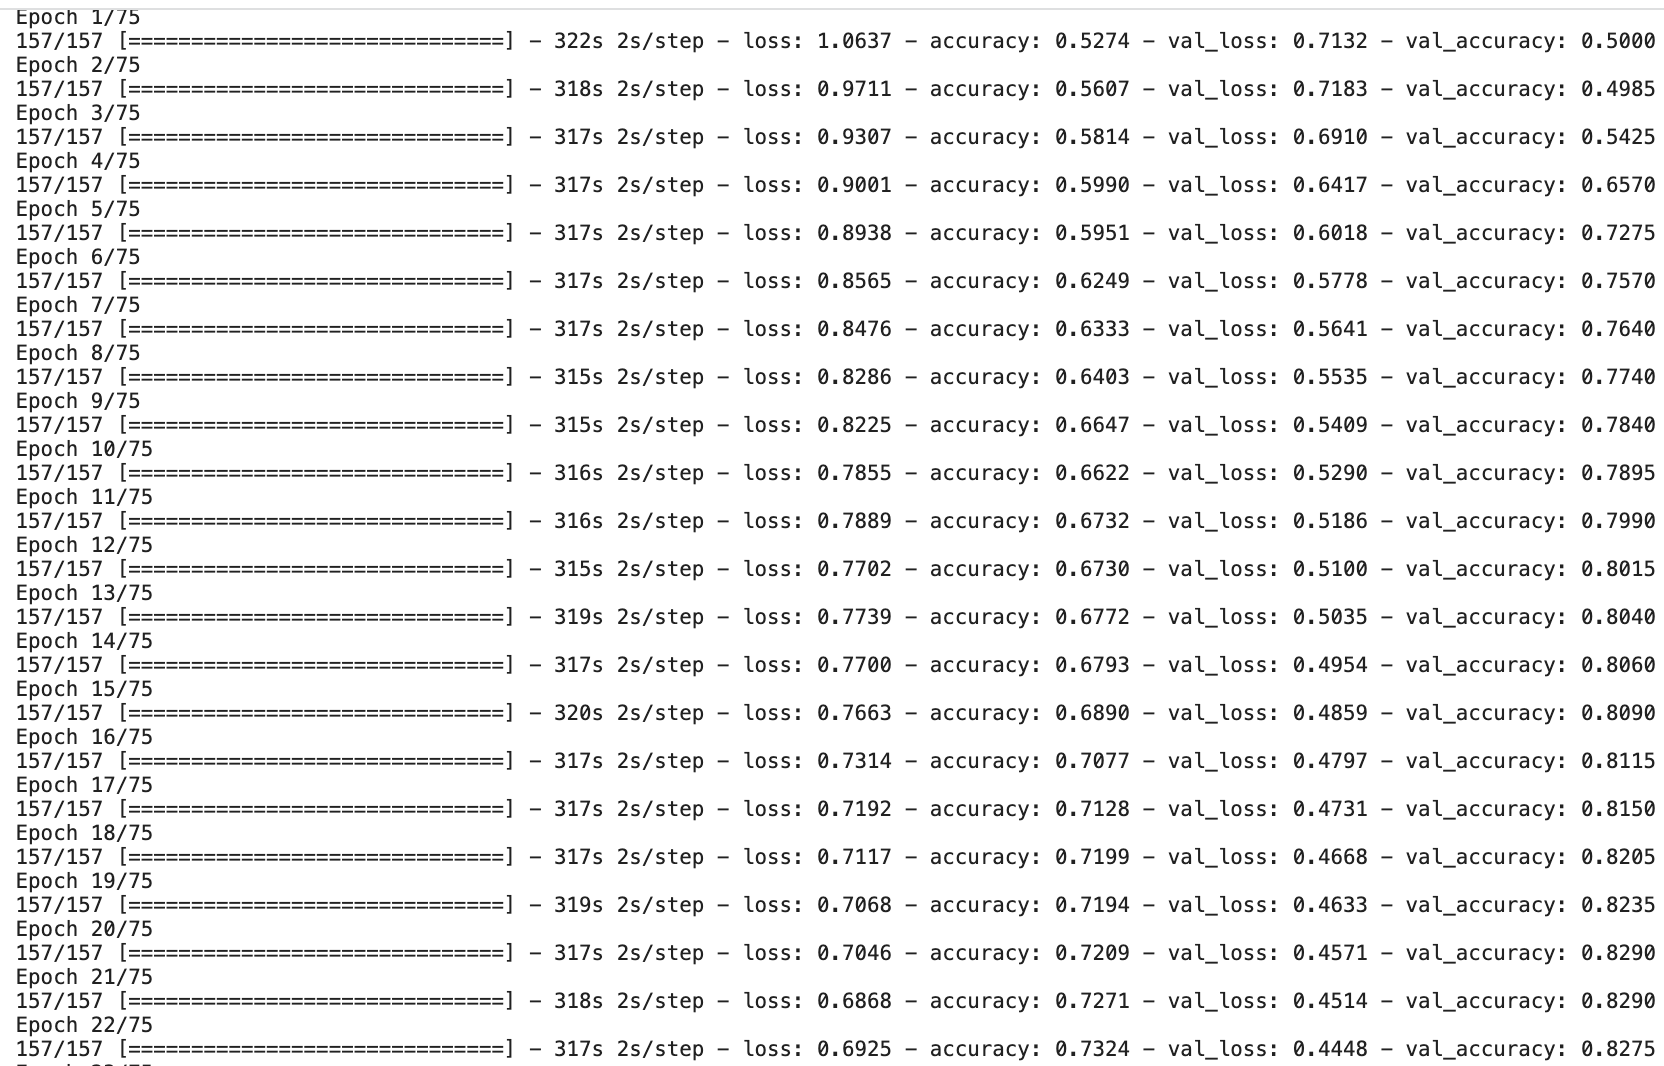 Epoch 1/75
157/157 [==============================] - 322s 2s/step - loss: 1.0637 - accuracy: 0.5274 - val_loss: 0.7132 - val_accuracy: 0.5000
Epoch 2/75
157/157 [==============================] - 318s 2s/step - loss: 0.9711 - accuracy: 0.5607 - val_loss: 0.7183 - val_accuracy: 0.4985
Epoch 3/75
157/157 [==============================] - 317s 2s/step - loss: 0.9307 - accuracy: 0.5814 - val_loss: 0.6910 - val_accuracy: 0.5425
Epoch 4/75
157/157 [==============================] - 317s 2s/step - loss: 0.9001 - accuracy: 0.5990 - val_loss: 0.6417 - val_accuracy: 0.6570
Epoch 5/75
157/157 [==============================] - 317s 2s/step - loss: 0.8938 - accuracy: 0.5951 - val_loss: 0.6018 - val_accuracy: 0.7275
Epoch 6/75
157/157 [==============================] - 317s 2s/step - loss: 0.8565 - accuracy: 0.6249 - val_loss: 0.5778 - val_accuracy: 0.7570
Epoch 7/75
157/157 [==============================] - 317s 2s/step - loss: 0.8476 - accuracy: 0.6333 - val_loss: 0.5641 - val_accuracy: 0.7640
Epoch 8/75
157/157 [==============================] - 315s 2s/step - loss: 0.8286 - accuracy: 0.6403 - val_loss: 0.5535 - val_accuracy: 0.7740
Epoch 9/75
157/157 [==============================] - 315s 2s/step - loss: 0.8225 - accuracy: 0.6647 - val_loss: 0.5409 - val_accuracy: 0.7840
Epoch 10/75
157/157 [==============================] - 316s 2s/step - loss: 0.7855 - accuracy: 0.6622 - val_loss: 0.5290 - val_accuracy: 0.7895
Epoch 11/75
157/157 [==============================] - 316s 2s/step - loss: 0.7889 - accuracy: 0.6732 - val_loss: 0.5186 - val_accuracy: 0.7990
Epoch 12/75
157/157 [==============================] - 315s 2s/step - loss: 0.7702 - accuracy: 0.6730 - val_loss: 0.5100 - val_accuracy: 0.8015
Epoch 13/75
157/157 [==============================] - 319s 2s/step - loss: 0.7739 - accuracy: 0.6772 - val_loss: 0.5035 - val_accuracy: 0.8040
Epoch 14/75
157/157 [==============================] - 317s 2s/step - loss: 0.7700 - accuracy: 0.6793 - val_loss: 0.4954 - val_accuracy: 0.8060
Epoch 15/75
157/157 [==============================] - 320s 2s/step - loss: 0.7663 - accuracy: 0.6890 - val_loss: 0.4859 - val_accuracy: 0.8090
Epoch 16/75
157/157 [==============================] - 317s 2s/step - loss: 0.7314 - accuracy: 0.7077 - val_loss: 0.4797 - val_accuracy: 0.8115
Epoch 17/75
157/157 [==============================] - 317s 2s/step - loss: 0.7192 - accuracy: 0.7128 - val_loss: 0.4731 - val_accuracy: 0.8150
Epoch 18/75
157/157 [==============================] - 317s 2s/step - loss: 0.7117 - accuracy: 0.7199 - val_loss: 0.4668 - val_accuracy: 0.8205
Epoch 19/75
157/157 [==============================] - 319s 2s/step - loss: 0.7068 - accuracy: 0.7194 - val_loss: 0.4633 - val_accuracy: 0.8235
Epoch 20/75
157/157 [==============================] - 317s 2s/step - loss: 0.7046 - accuracy: 0.7209 - val_loss: 0.4571 - val_accuracy: 0.8290
Epoch 21/75
157/157 [==============================] - 318s 2s/step - loss: 0.6868 - accuracy: 0.7271 - val_loss: 0.4514 - val_accuracy: 0.8290
Epoch 22/75
157/157 [==============================] - 317s 2s/step - loss: 0.6925 - accuracy: 0.7324 - val_loss: 0.4448 - val_accuracy: 0.8275